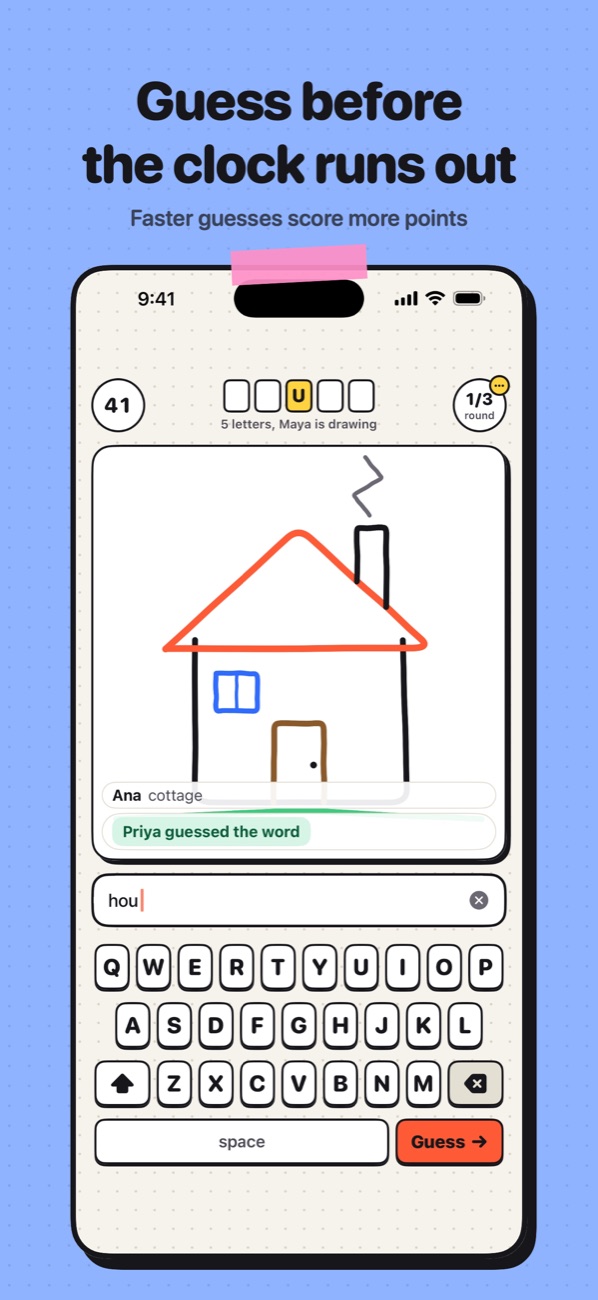 Guess before
the clock runs out
Faster guesses score more points
9:41
41
U
1/3
round
5 letters, Maya is drawing
Ana cottage
Priya guessed the word
hou
Q W E R T Y U I O P
A S D F G H J K L
Z X C V B N M
space
Guess →